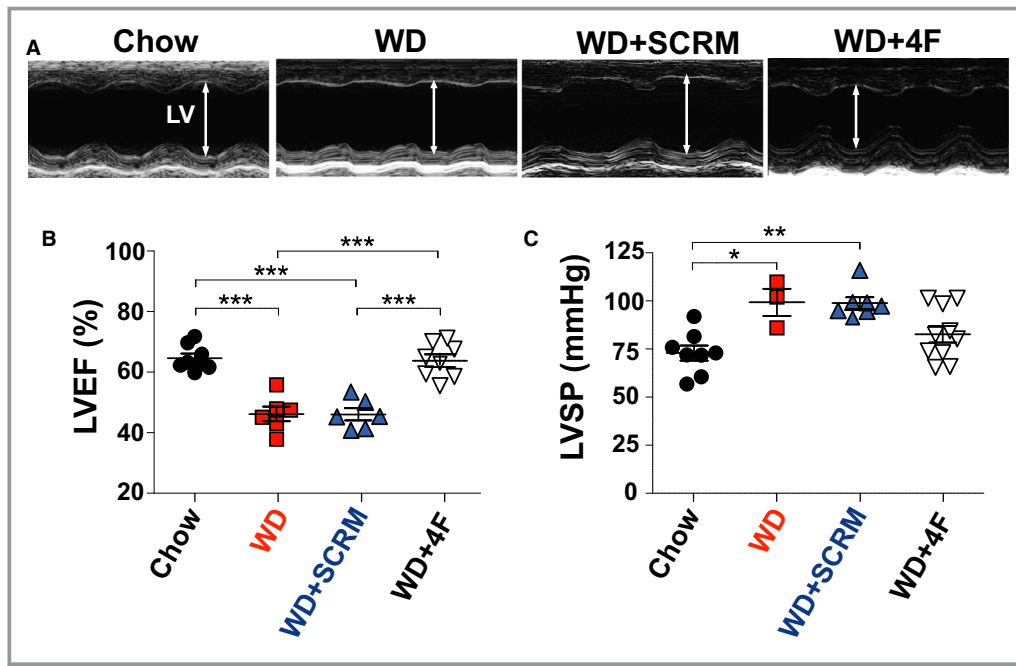 A
Chow WD WD+SCRM WD+4F
LV
B
LVEF (%)
100
80
60
40
20
***
***
***
***
Chow
WD
WD+SCRM
WD+4F
C
LVSP (mmHg)
125
100
75
50
25
0
**
*
Chow
WD
WD+SCRM
WD+4F